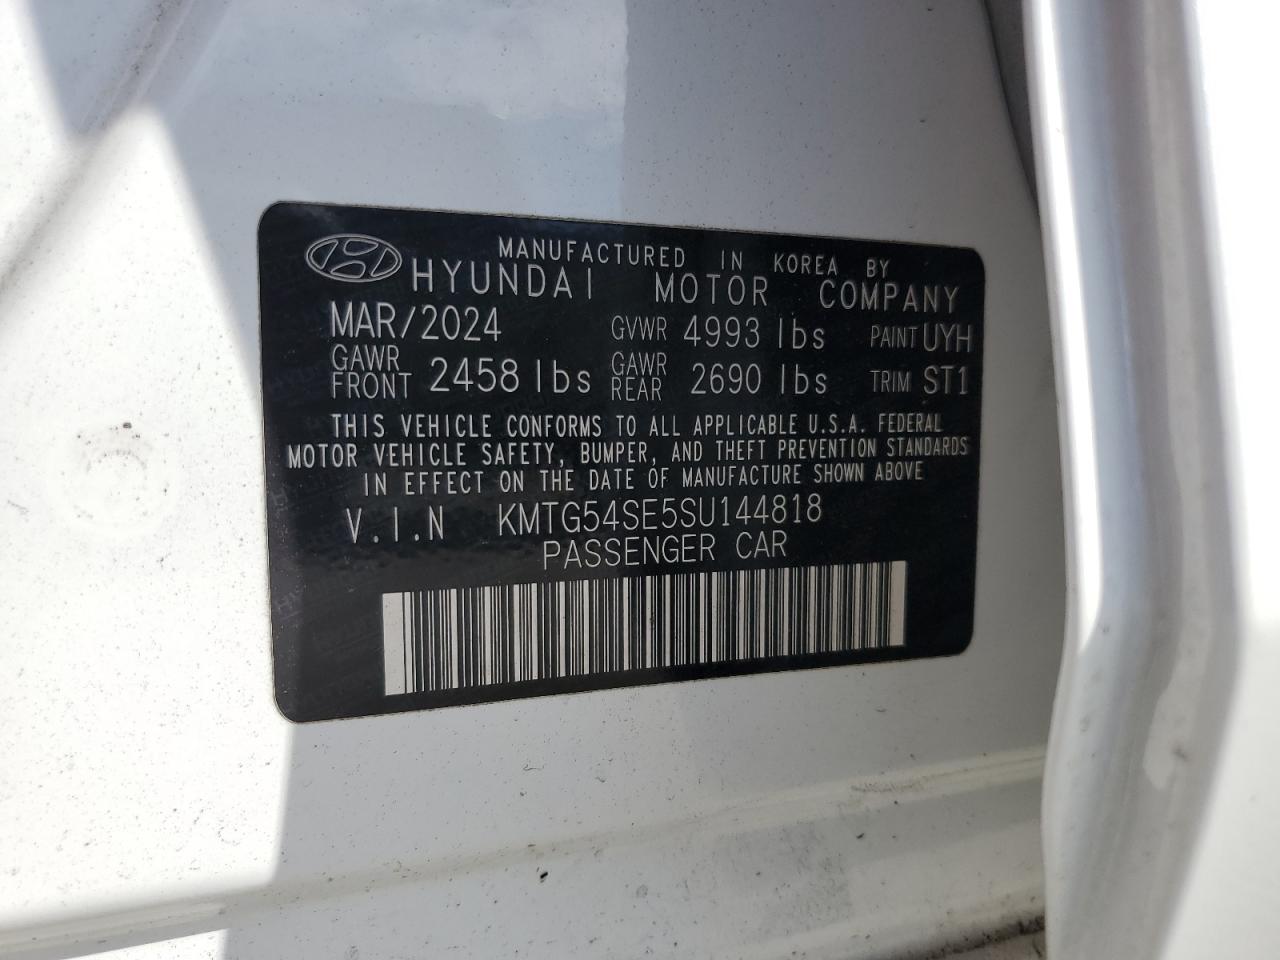 MANUFACTURED IN KOREA BY
HYUNDAI MOTOR COMPANY
MAR/2024 GVWR 4993 lbs PAINT UYH
GAWR FRONT 2458 lbs GAWR REAR 2690 lbs TRIM ST1
THIS VEHICLE CONFORMS TO ALL APPLICABLE U.S.A. FEDERAL
MOTOR VEHICLE SAFETY, BUMPER, AND THEFT PREVENTION STANDARDS
IN EFFECT ON THE DATE OF MANUFACTURE SHOWN ABOVE
V.I.N KMTG54SE5SU144818
PASSENGER CAR